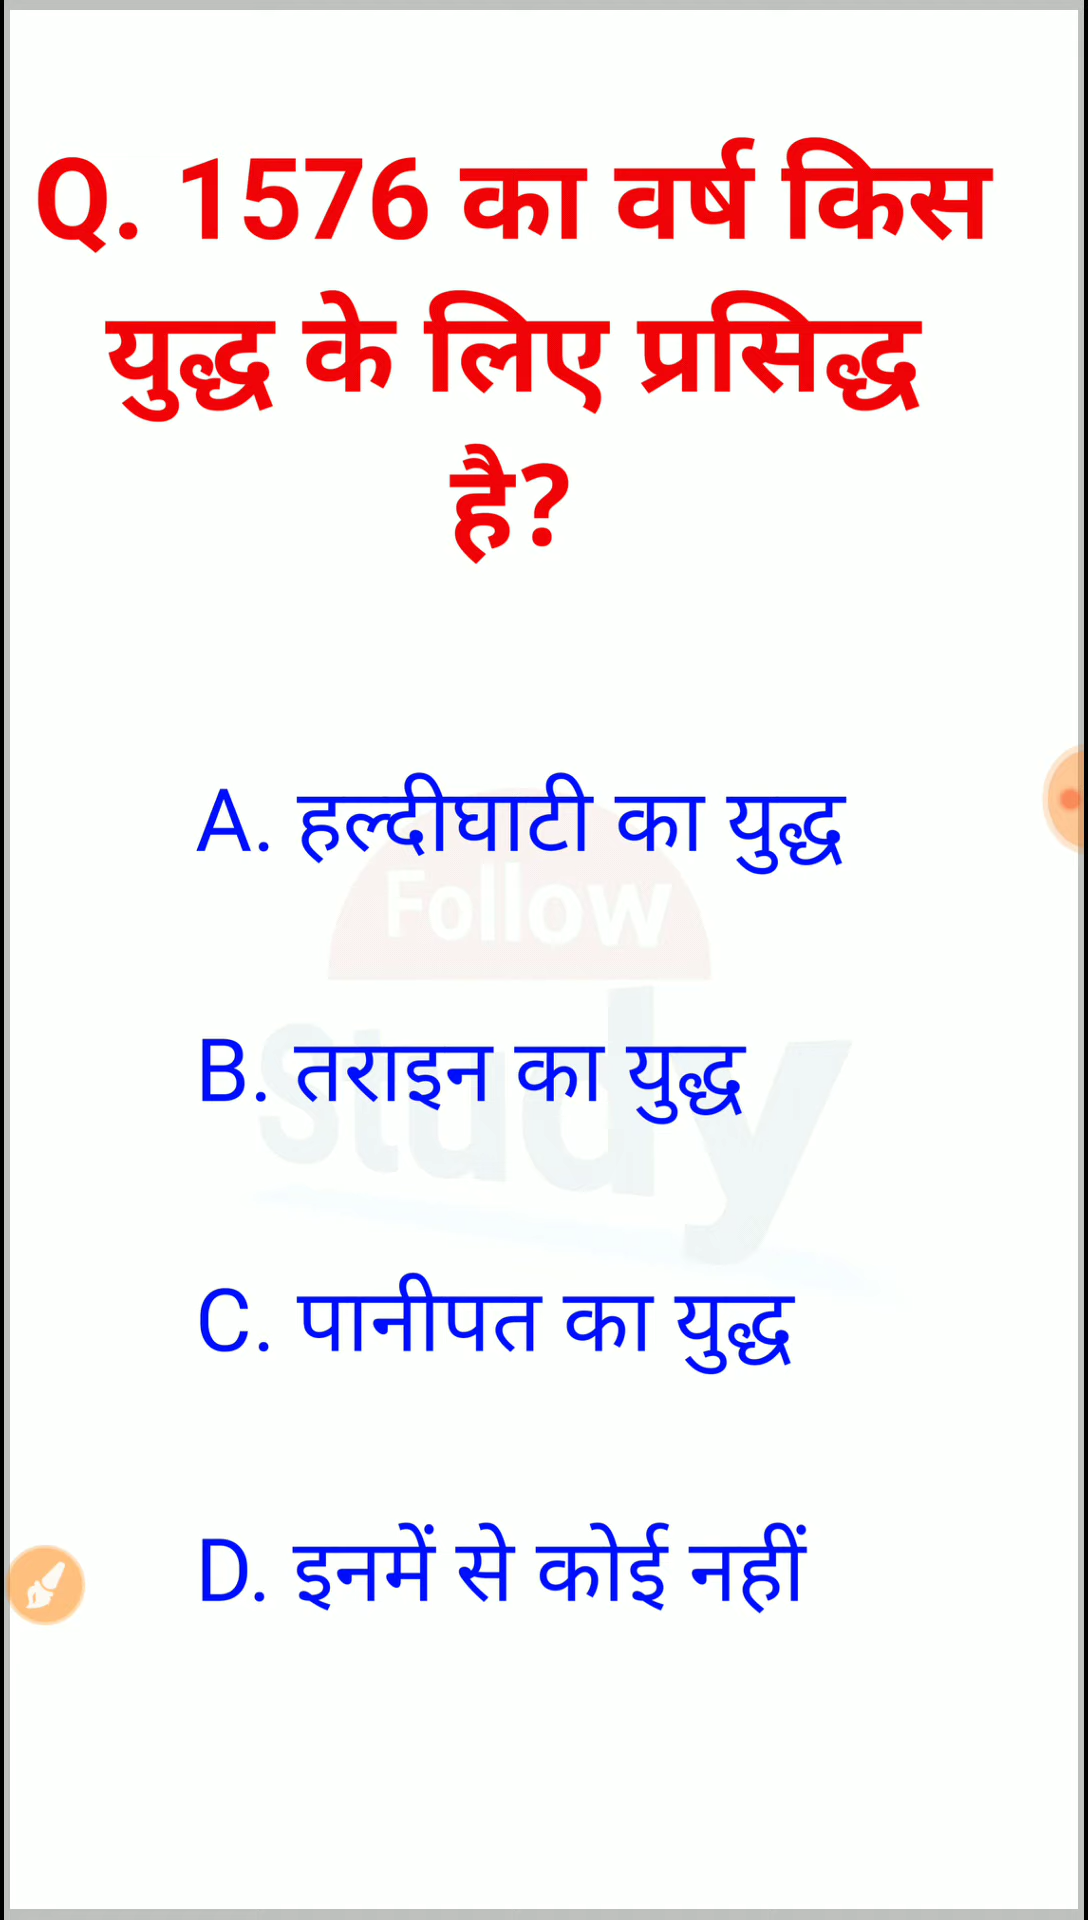 Q. 1576 का वर्ष किस
युद्ध के लिए प्रसिद्ध
है?
A. हल्दीघाटी का युद्ध
Follow
Study
B. तराइन का युद्ध
C. पानीपत का युद्ध
D. इनमें से कोई नहीं